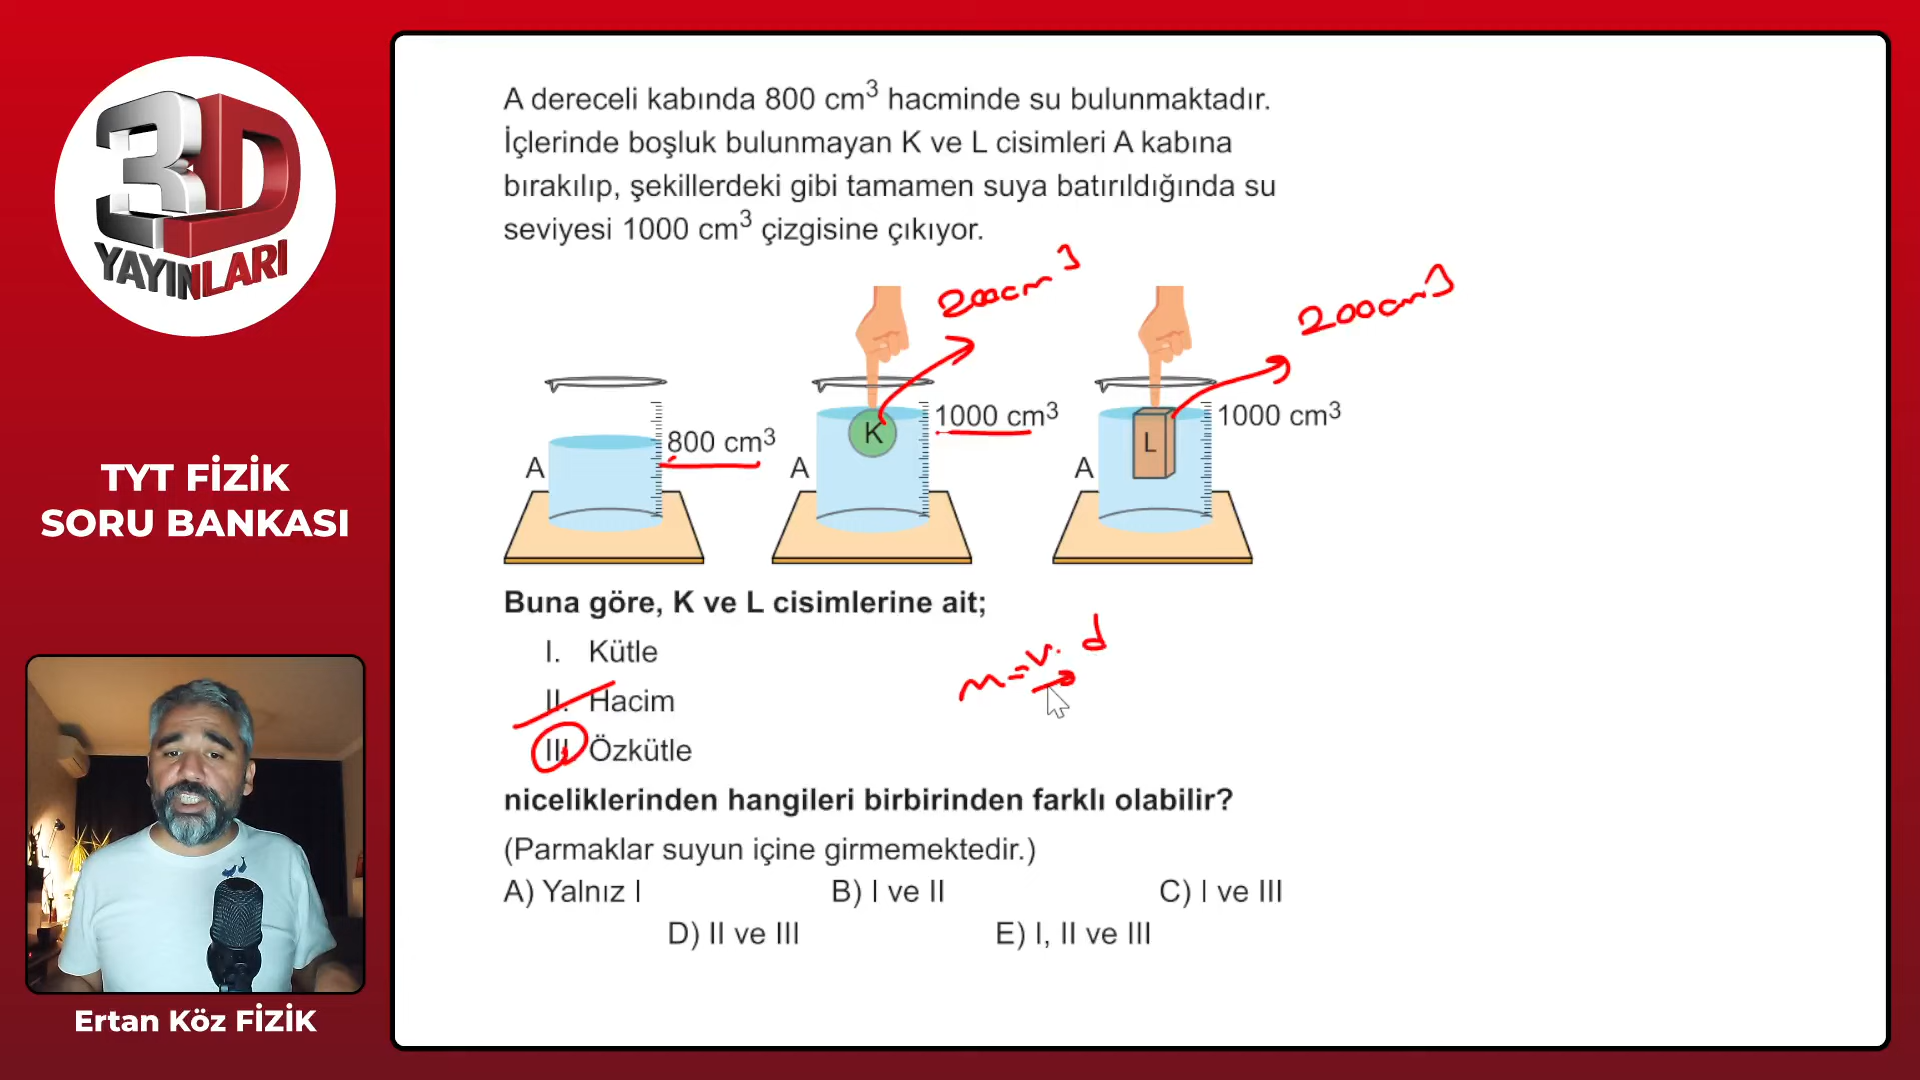 3D
YAYINLARI
TYT FİZİK
SORU BANKASI
Ertan Köz FİZİK
A dereceli kabında 800 cm³ hacminde su bulunmaktadır.
İçlerinde boşluk bulunmayan K ve L cisimleri A kabına
bırakılıp, şekillerdeki gibi tamamen suya batırıldığında su
seviyesi 1000 cm³ çizgisine çıkıyor.
200cm³
200cm³
A
800 cm³
A
K
1000 cm³
A
L
1000 cm³
Buna göre, K ve L cisimlerine ait;
I. Kütle
m=v.d
II. Hacim
III. Özkütle
niceliklerinden hangileri birbirinden farklı olabilir?
(Parmaklar suyun içine girmemektedir.)
A) Yalnız I B) I ve II C) I ve III
D) II ve III E) I, II ve III